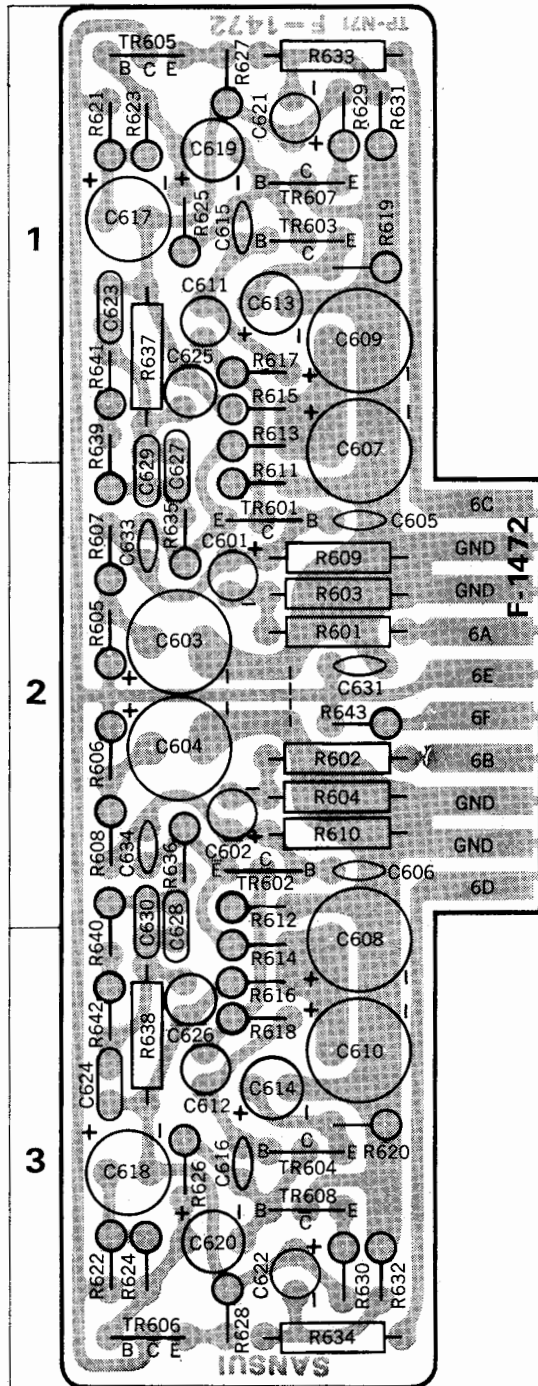 TP-N71 F-1472
TR605
B C E
R627
R633
R621
R623
C621
R629
R631
+
−
C619
+
−
+
−
C617
R625
C615
B C E
TR607
TR603
B C E
R619
1
C623
C611
C613
+
−
C609
R637
R641
C625
R617
+
−
R615
+
−
R613
C607
R639
C629
C627
R611
6C
TR601
E C B
C605
R607
C633
R635
C601
+
−
R609
GND
F-1472
R603
GND
R605
C603
R601
6A
+
−
C631
6E
2
+
−
R643
6F
R606
C604
R602
6B
−
+
R604
GND
R608
C634
R636
C602
R610
GND
E C B
TR602
C606
6D
R640
C630
C628
R612
C608
R614
+
−
R642
R638
R616
+
−
C626
R618
C610
C624
C612
C614
+
−
R620
+
−
C618
R626
C616
B C E
TR604
3
TR608
B C E
+
−
C620
+
−
C622
R622
R624
R628
R630
R632
TR606
B C E
R634
SANSUI